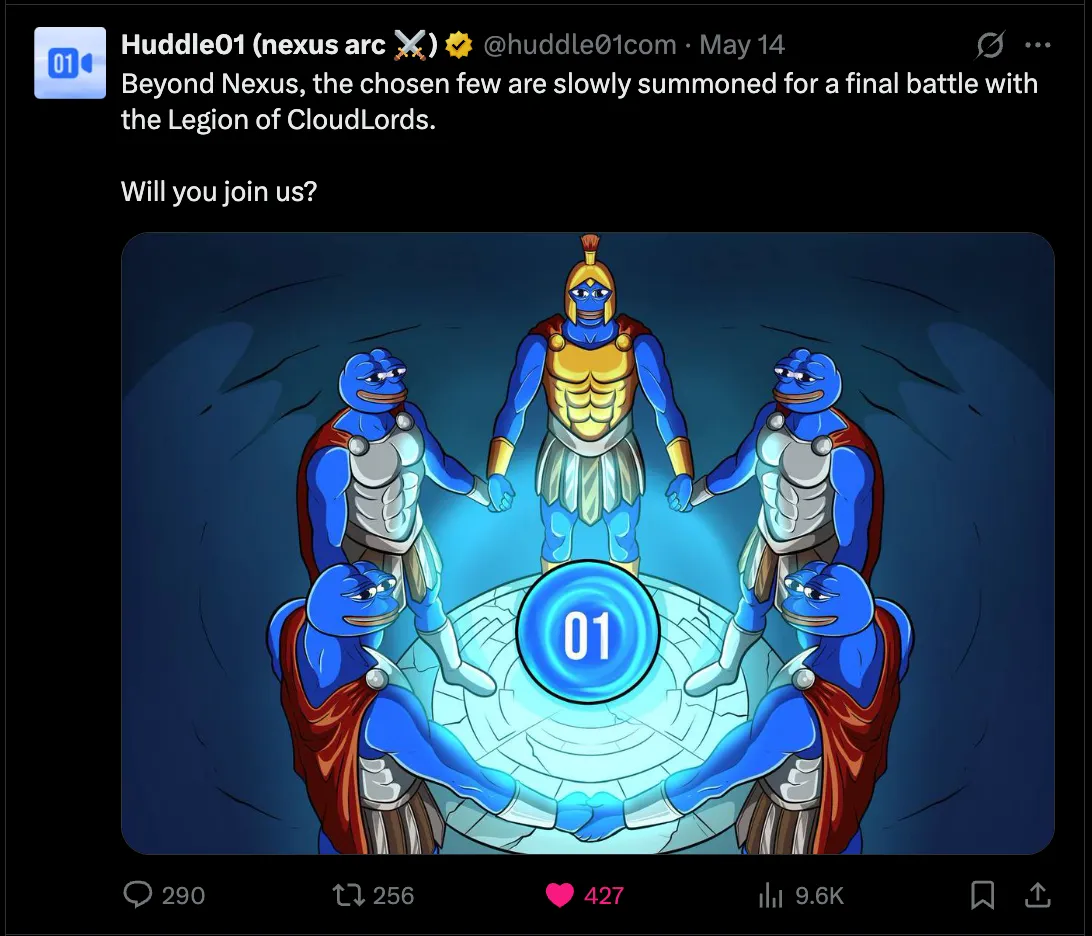 01
Huddle01 (nexus arc ⚔️) @huddle01com · May 14
Beyond Nexus, the chosen few are slowly summoned for a final battle with
the Legion of CloudLords.
Will you join us?
01
290 256 427 9.6K